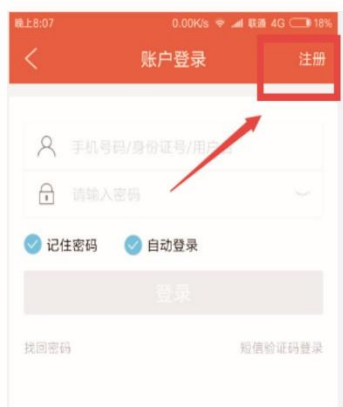 晚上8:07 0.00K/s 联通 4G 18%
账户登录 注册
手机号码/身份证号/用户名
请输入密码
记住密码 自动登录
登录
找回密码 短信验证码登录